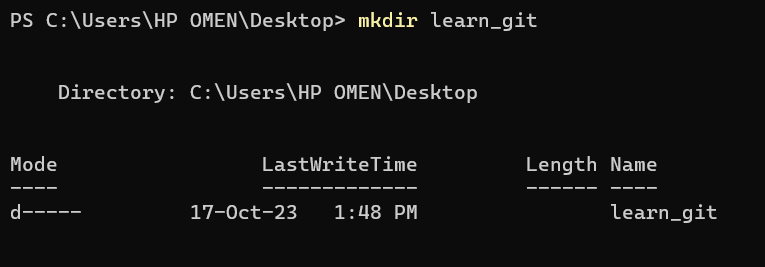 PS C:\Users\HP OMEN\Desktop> mkdir learn_git
Directory: C:\Users\HP OMEN\Desktop
Mode LastWriteTime Length Name
---- ------------- ------ ----
d----- 17-Oct-23 1:48 PM learn_git